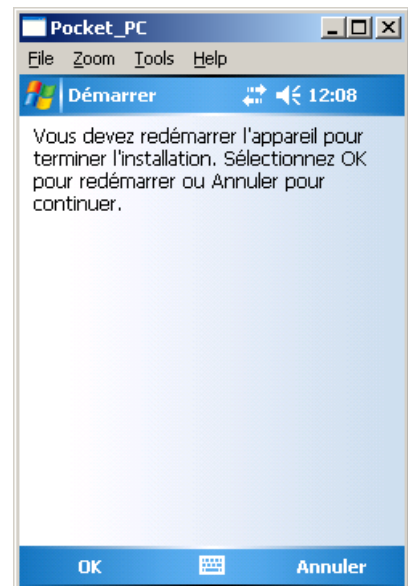 Pocket_PC
File Zoom Tools Help
Démarrer 12:08
Vous devez redémarrer l'appareil pour
terminer l'installation. Sélectionnez OK
pour redémarrer ou Annuler pour
continuer.
OK Annuler